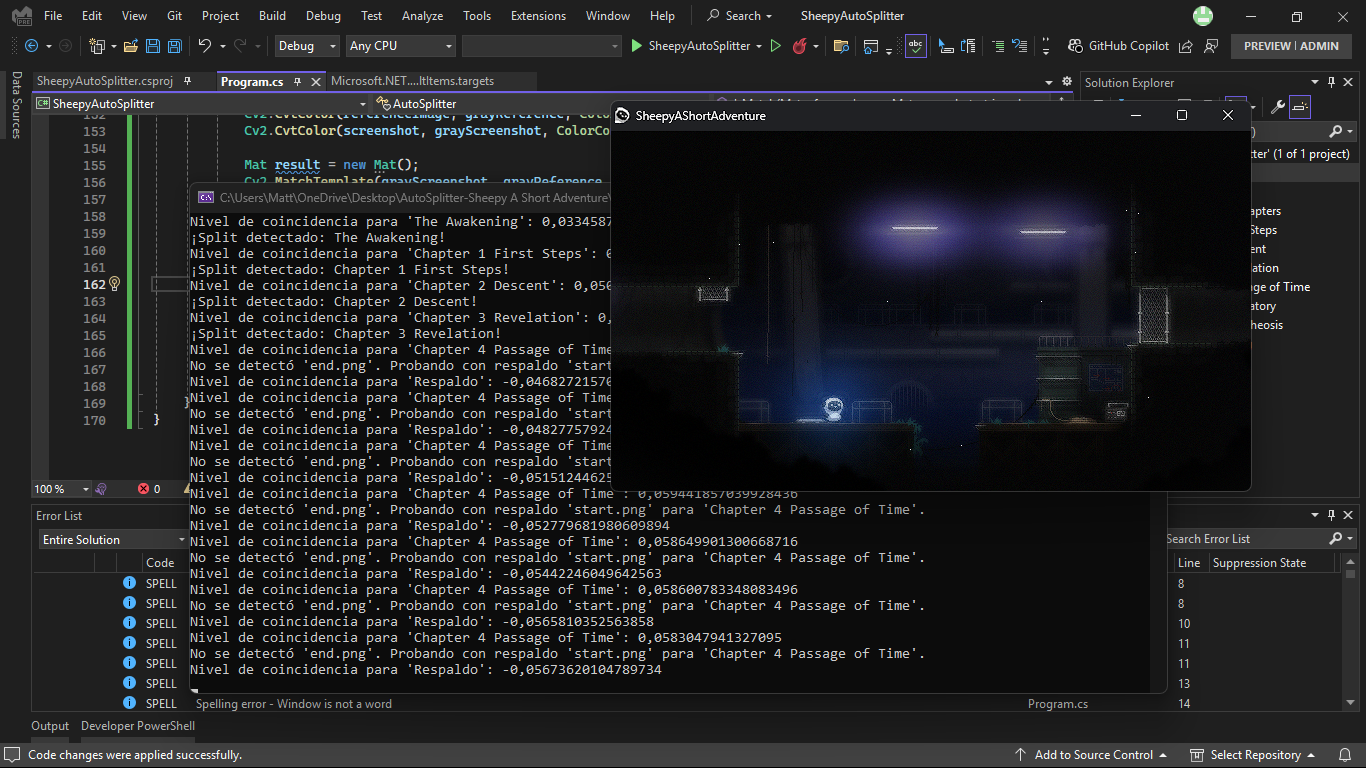 File Edit View Git Project Build Debug Test Analyze Tools Extensions Window Help Search SheepyAutoSplitter
Debug Any CPU SheepyAutoSplitter GitHub Copilot PREVIEW | ADMIN
Data Sources
SheepyAutoSplitter.csproj Program.cs Microsoft.NET....ltItems.targets
Solution Explorer
SheepyAutoSplitter AutoSplitter
SheepyAShortAdventure
153 Cv2.CvtColor(screenshot, grayScreenshot, ColorCo
154
155 Mat result = new Mat();
156
157
158
159
160
161
162
163
164
165
166
167
168
169 }
170 }
tter' (1 of 1 project)
apters
Steps
ent
lation
ge of Time
atory
heosis
C:\Users\Matt\OneDrive\Desktop\AutoSplitter-Sheepy A Short Adventure\
Nivel de coincidencia para 'The Awakening': 0,0334587
¡Split detectado: The Awakening!
Nivel de coincidencia para 'Chapter 1 First Steps': 0
¡Split detectado: Chapter 1 First Steps!
Nivel de coincidencia para 'Chapter 2 Descent': 0,050
¡Split detectado: Chapter 2 Descent!
Nivel de coincidencia para 'Chapter 3 Revelation': 0,
¡Split detectado: Chapter 3 Revelation!
Nivel de coincidencia para 'Chapter 4 Passage of Time
No se detectó 'end.png'. Probando con respaldo 'start
Nivel de coincidencia para 'Respaldo': -0,04682721570
Nivel de coincidencia para 'Chapter 4 Passage of Time
No se detectó 'end.png'. Probando con respaldo 'start
Nivel de coincidencia para 'Respaldo': -0,04827757924
Nivel de coincidencia para 'Chapter 4 Passage of Time
No se detectó 'end.png'. Probando con respaldo 'start
Nivel de coincidencia para 'Respaldo': -0,05151244625
Nivel de coincidencia para 'Chapter 4 Passage of Time': 0,059441857039928436
No se detectó 'end.png'. Probando con respaldo 'start.png' para 'Chapter 4 Passage of Time'.
Nivel de coincidencia para 'Respaldo': -0,052779681980609894
Nivel de coincidencia para 'Chapter 4 Passage of Time': 0,058649901300668716
No se detectó 'end.png'. Probando con respaldo 'start.png' para 'Chapter 4 Passage of Time'.
Nivel de coincidencia para 'Respaldo': -0,05442246049642563
Nivel de coincidencia para 'Chapter 4 Passage of Time': 0,058600783348083496
No se detectó 'end.png'. Probando con respaldo 'start.png' para 'Chapter 4 Passage of Time'.
Nivel de coincidencia para 'Respaldo': -0,0565810352563858
Nivel de coincidencia para 'Chapter 4 Passage of Time': 0,0583047941327095
No se detectó 'end.png'. Probando con respaldo 'start.png' para 'Chapter 4 Passage of Time'.
Nivel de coincidencia para 'Respaldo': -0,05673620104789734
100 % 0
Error List
Entire Solution Search Error List
Code Line Suppression State
SPELL 8
SPELL 8
SPELL 10
SPELL 11
SPELL 11
SPELL 13
SPELL Spelling error - Window is not a word Program.cs 14
Output Developer PowerShell
Code changes were applied successfully. Add to Source Control Select Repository